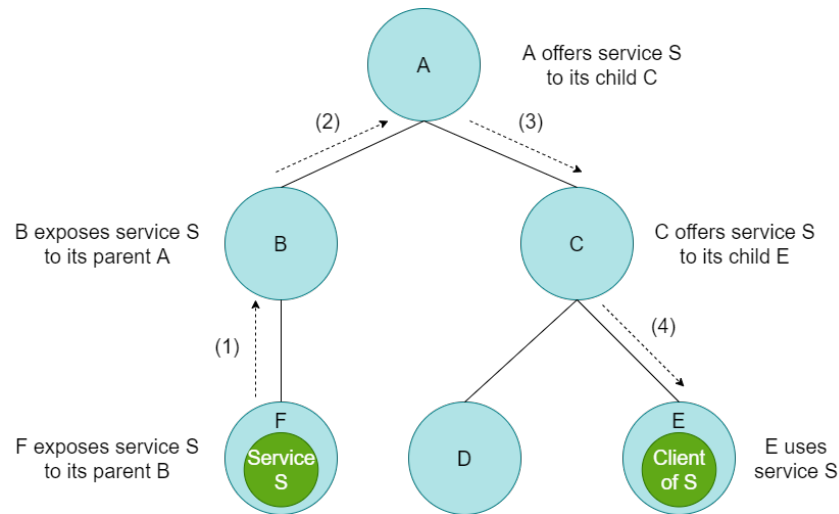 A
A offers service S
to its child C
(2)
(3)
B exposes service S
to its parent A
B
C
C offers service S
to its child E
(1)
(4)
F exposes service S
to its parent B
F
Service
S
D
E
Client
of S
E uses
service S